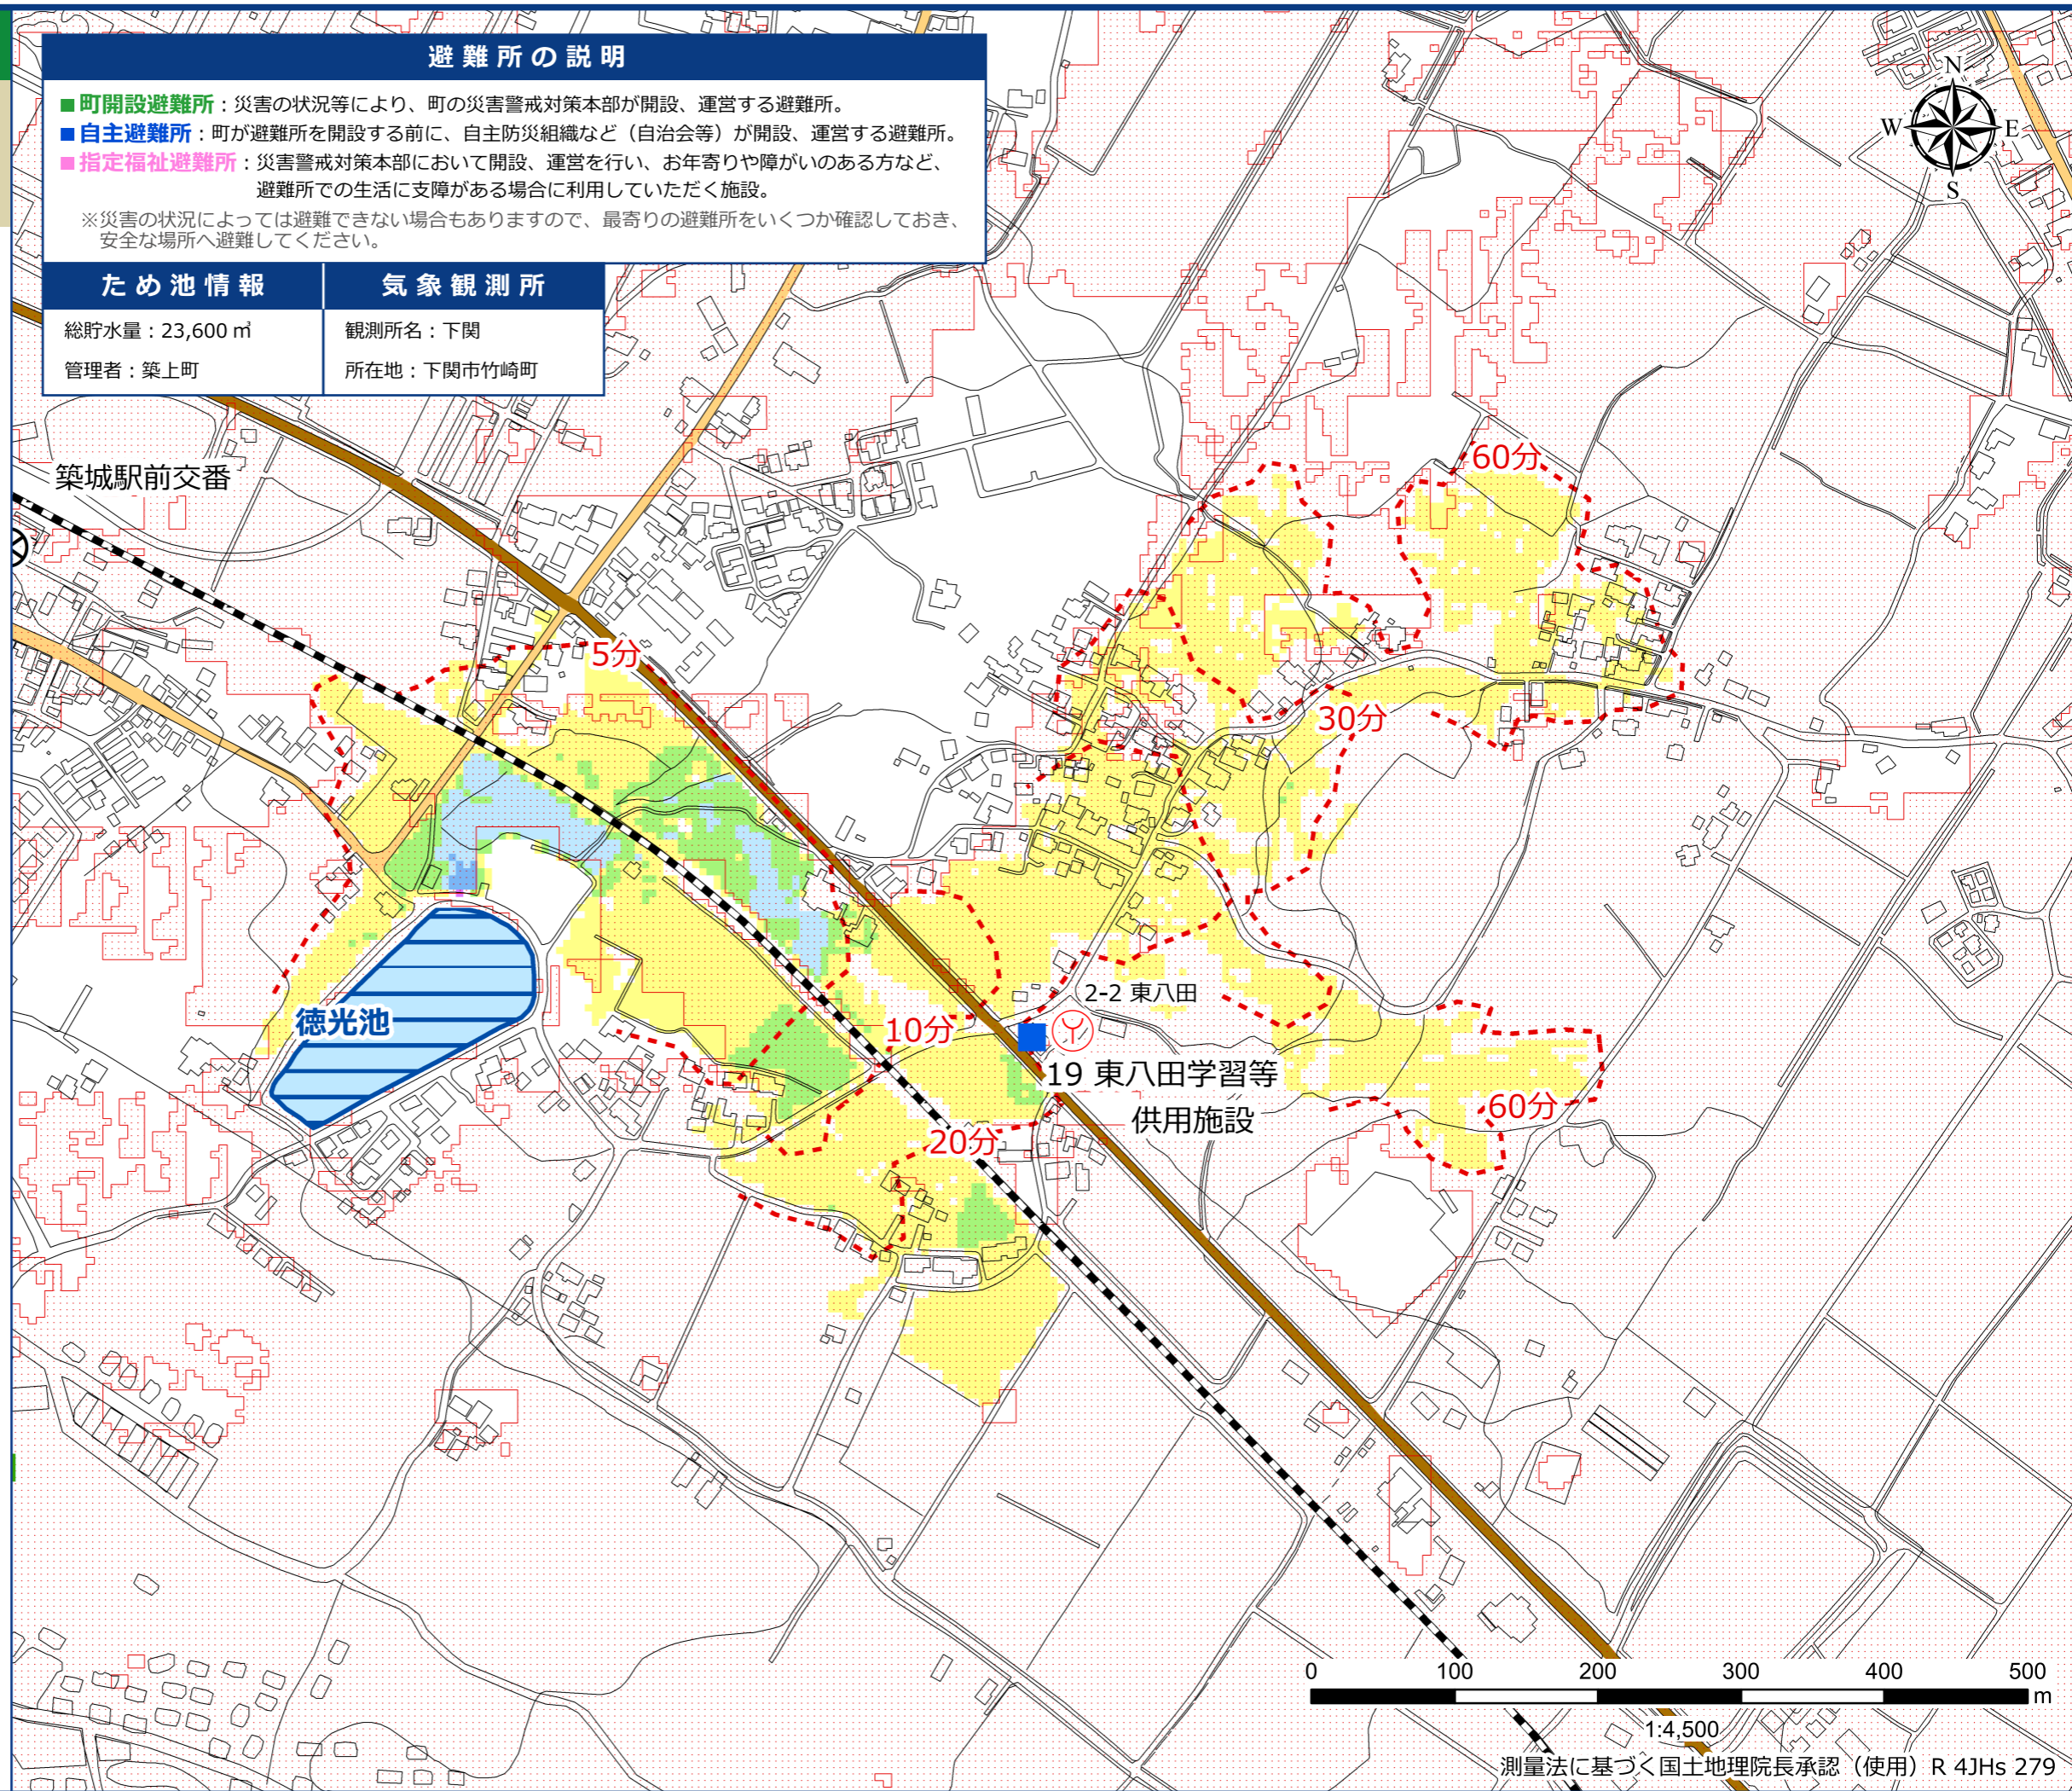 避難所の説明
■町開設避難所：災害の状況等により、町の災害警戒対策本部が開設、運営する避難所。
■自主避難所：町が避難所を開設する前に、自主防災組織など（自治会等）が開設、運営する避難所。
■指定福祉避難所：災害警戒対策本部において開設、運営を行い、お年寄りや障がいのある方など、
避難所での生活に支障がある場合に利用していただく施設。
※災害の状況によっては避難できない場合もありますので、最寄りの避難所をいくつか確認しておき、
安全な場所へ避難してください。
ため池情報
総貯水量：23,600㎥
管理者：築上町
気象観測所
観測所名：下関
所在地：下関市竹崎町
N
W E
S
築城駅前交番
60分
5分
30分
2-2 東八田
徳光池
10分
19 東八田学習等
供用施設
60分
20分
0 100 200 300 400 500
m
1:4,500
測量法に基づく国土地理院長承認（使用）R 4JHs 279